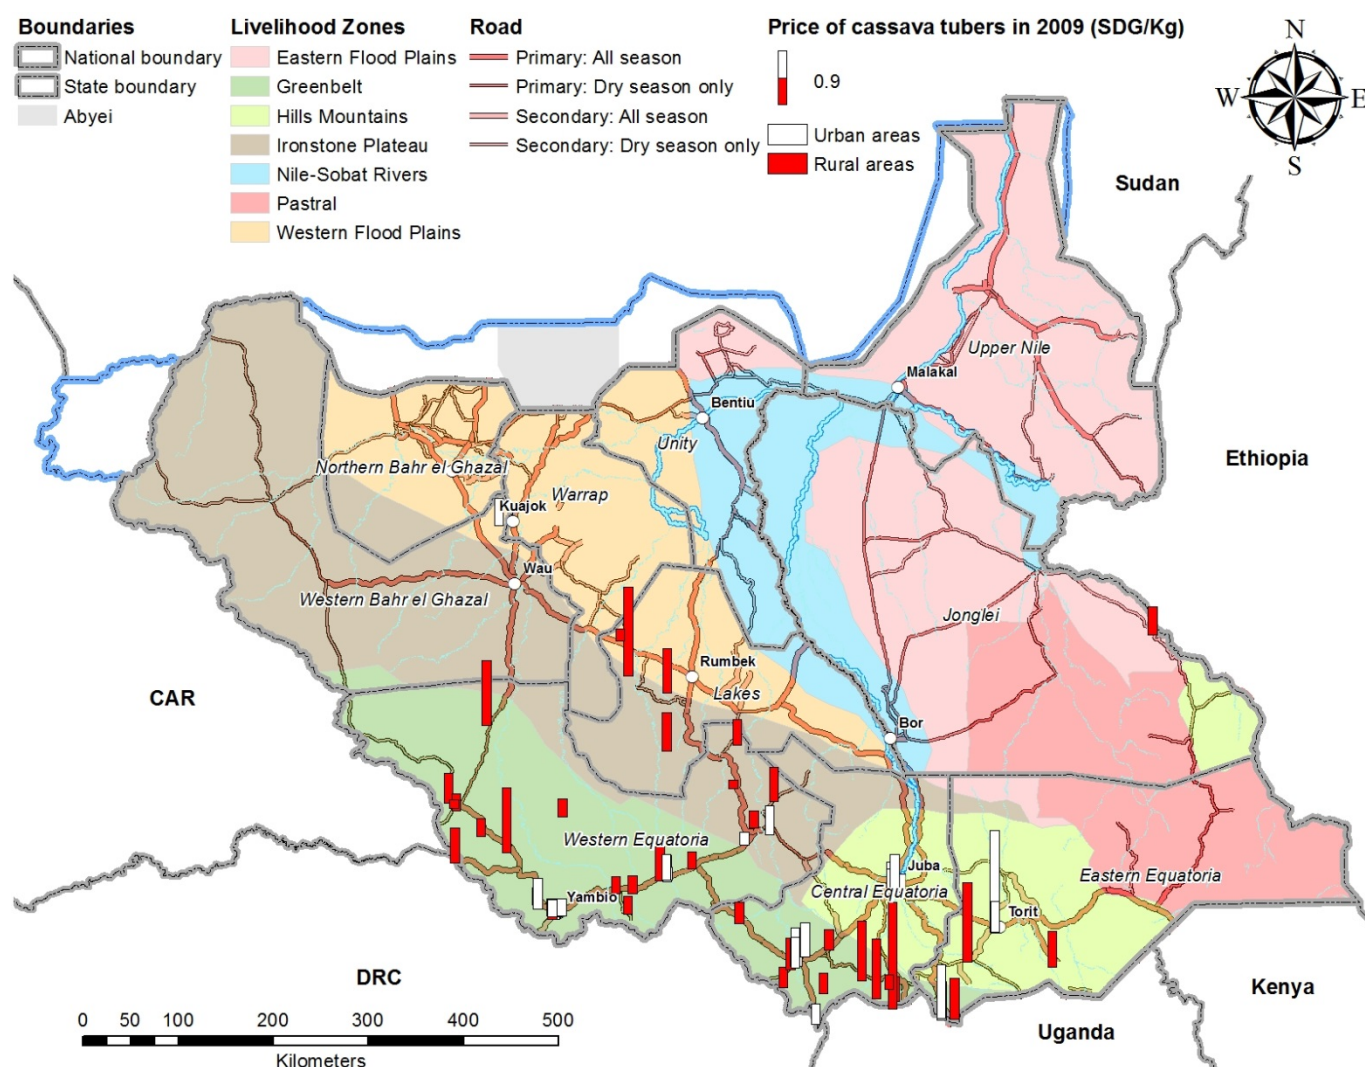 Boundaries
National boundary
State boundary
Abyei
Livelihood Zones
Eastern Flood Plains
Greenbelt
Hills Mountains
Ironstone Plateau
Nile-Sobat Rivers
Pastral
Western Flood Plains
Road
Primary: All season
Primary: Dry season only
Secondary: All season
Secondary: Dry season only
Price of cassava tubers in 2009 (SDG/Kg)
0.9
Urban areas
Rural areas
N
W E
S
Sudan
Upper Nile
Malakal
Bentiu
Unity
Ethiopia
Northern Bahr el Ghazal
Warrap
Kuajok
Wau
Western Bahr el Ghazal
Jonglei
Rumbek
Lakes
CAR
Bor
Western Equatoria
Juba
Eastern Equatoria
Central Equatoria
Yambio
Torit
DRC
Kenya
Uganda
0 50 100 200 300 400 500
Kilometers